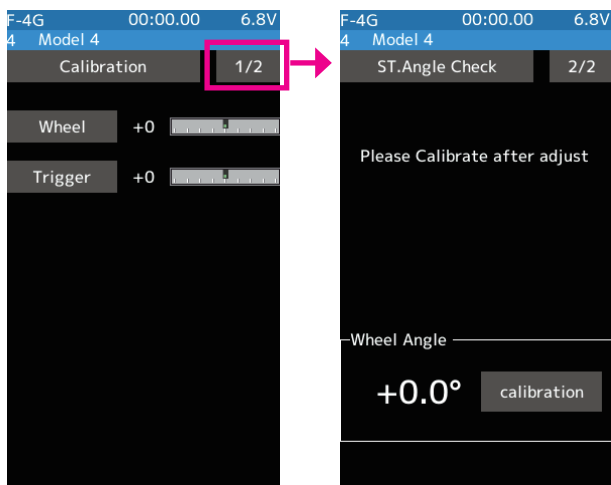 F-4G 00:00.00 6.8V
4 Model 4
Calibration 1/2
Wheel +0
Trigger +0
F-4G 00:00.00 6.8V
4 Model 4
ST.Angle Check 2/2
Please Calibrate after adjust
Wheel Angle
+0.0° calibration